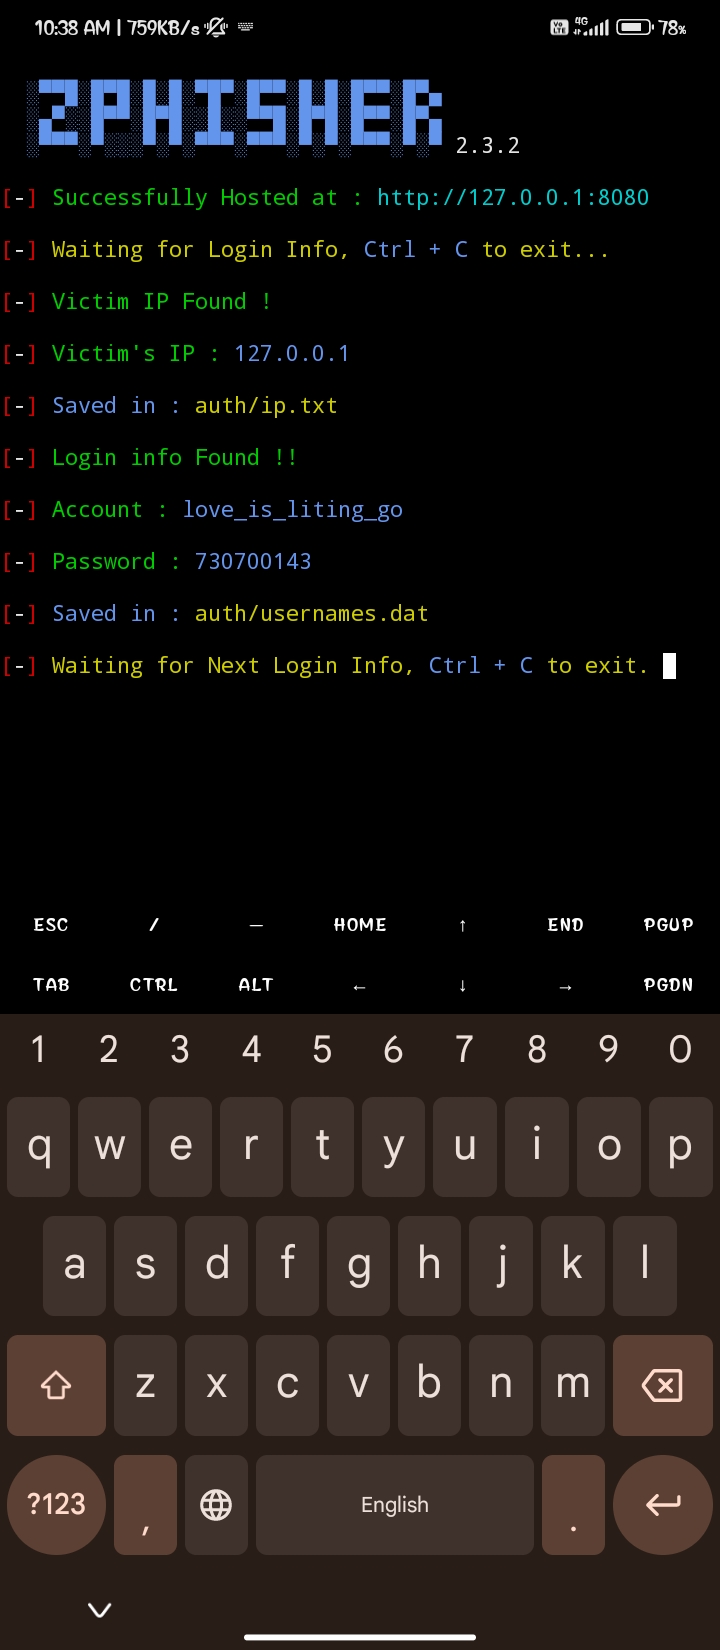 10:38 AM | 759KB/s Vo LTE 4G 78%
ZPHISHER 2.3.2
[-] Successfully Hosted at : http://127.0.0.1:8080
[-] Waiting for Login Info, Ctrl + C to exit...
[-] Victim IP Found !
[-] Victim's IP : 127.0.0.1
[-] Saved in : auth/ip.txt
[-] Login info Found !!
[-] Account : love_is_liting_go
[-] Password : 730700143
[-] Saved in : auth/usernames.dat
[-] Waiting for Next Login Info, Ctrl + C to exit.
ESC / — HOME ↑ END PGUP
TAB CTRL ALT ← ↓ → PGDN
1 2 3 4 5 6 7 8 9 0
q w e r t y u i o p
a s d f g h j k l
z x c v b n m
?123 , English .